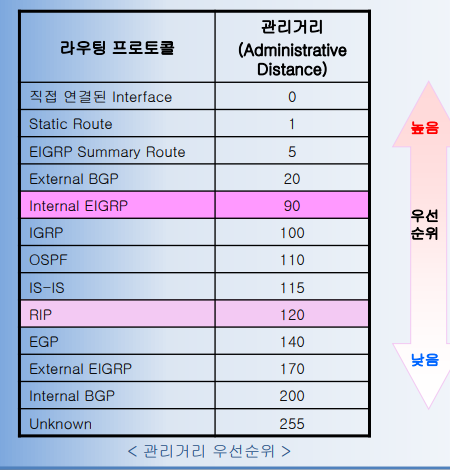 라우팅 프로토콜 관리거리
(Administrative
Distance)
직접 연결된 Interface 0
Static Route 1
EIGRP Summary Route 5
External BGP 20
Internal EIGRP 90
IGRP 100
OSPF 110
IS-IS 115
RIP 120
EGP 140
External EIGRP 170
Internal BGP 200
Unknown 255
높음
우선
순위
낮음
< 관리거리 우선순위 >